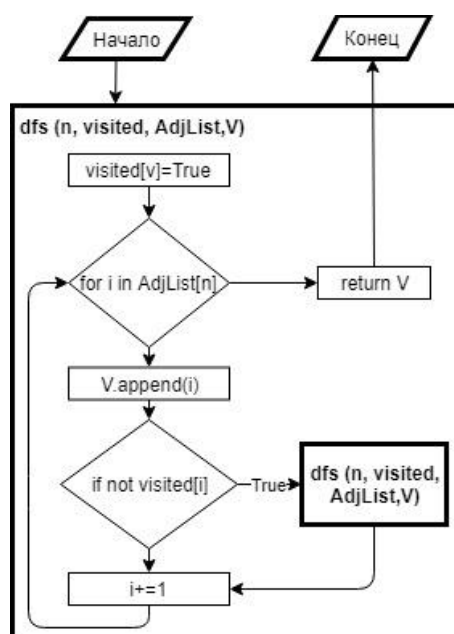 Начало
Конец
dfs (n, visited, AdjList,V)
visited[v]=True
for i in AdjList[n]
return V
V.append(i)
if not visited[i]
True
dfs (n, visited,
AdjList,V)
i+=1